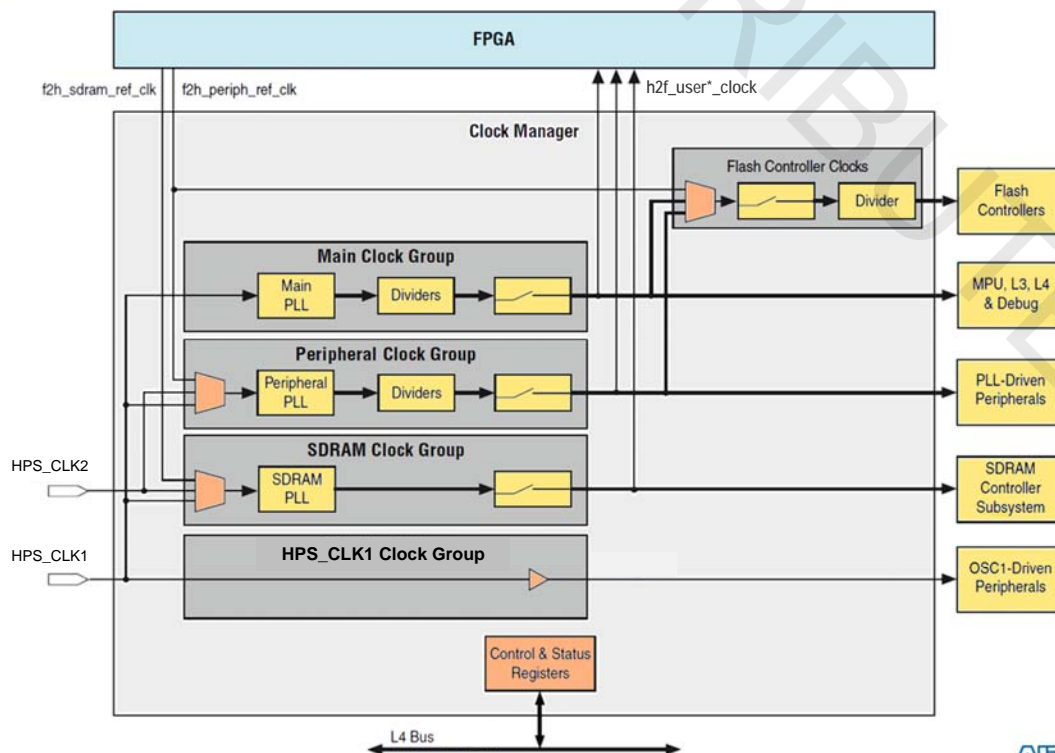 FPGA
f2h_sdram_ref_clk
f2h_periph_ref_clk
h2f_user*_clock
Clock Manager
Flash Controller Clocks
Divider
Flash
Controllers
Main Clock Group
Main
PLL
Dividers
MPU, L3, L4
& Debug
Peripheral Clock Group
Peripheral
PLL
Dividers
PLL-Driven
Peripherals
SDRAM Clock Group
HPS_CLK2
SDRAM
PLL
SDRAM
Controller
Subsystem
HPS_CLK1
HPS_CLK1 Clock Group
OSC1-Driven
Peripherals
Control & Status
Registers
L4 Bus